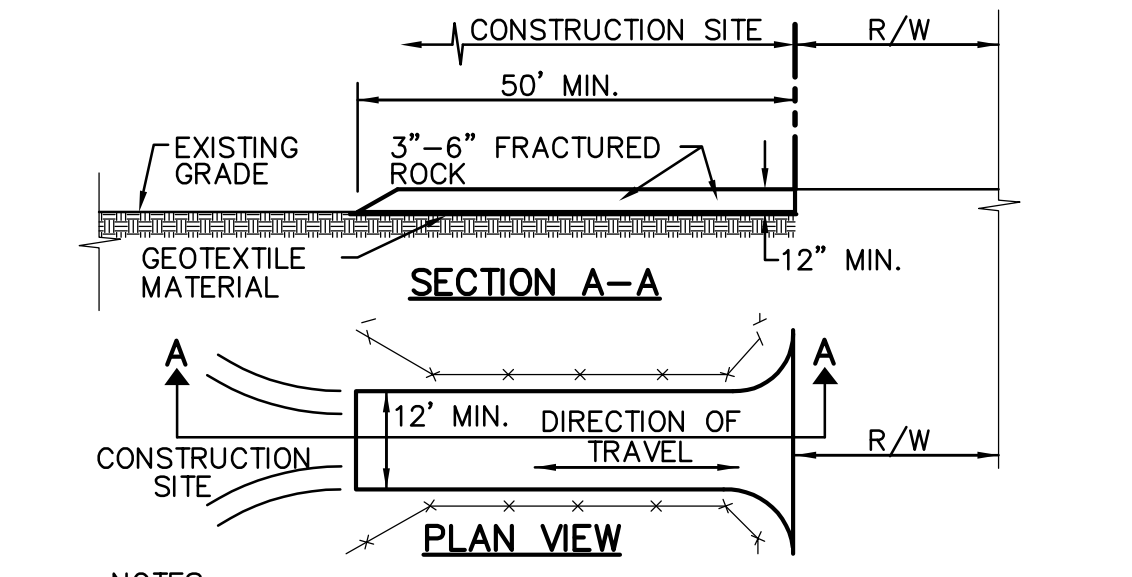 CONSTRUCTION SITE
R/W
50' MIN.
EXISTING
GRADE
3”-6” FRACTURED
ROCK
GEOTEXTILE
MATERIAL
12” MIN.
SECTION A-A
A
A
12' MIN.
DIRECTION OF
TRAVEL
CONSTRUCTION
SITE
R/W
PLAN VIEW
NOTES